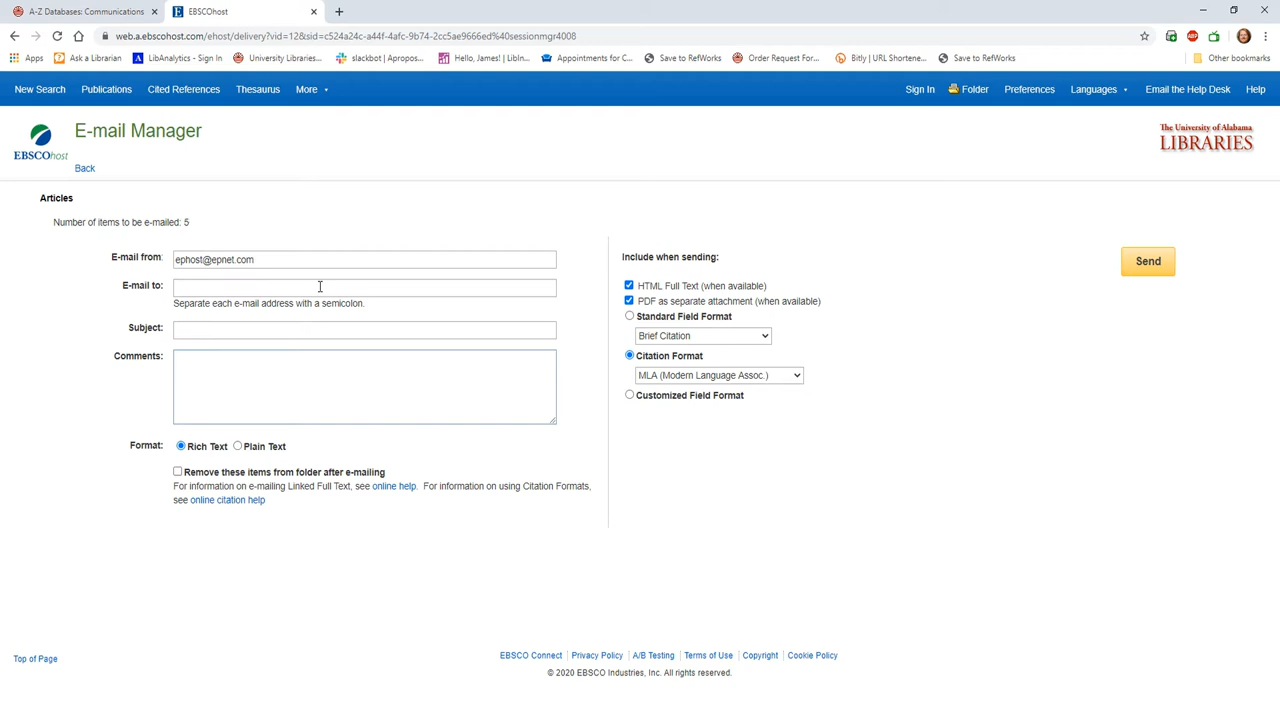 A-Z Databases: Communications
EBSCOhost
web.a.ebscohost.com/ehost/delivery?vid=12&sid=c524a24c-a44f-4afc-9b74-2cc5ae9666ed%40sessionmgr4008
Apps Ask a Librarian LibAnalytics - Sign In University Libraries... slackbot | Apropos... Hello, James! | LibIn... Appointments for C... Save to RefWorks Order Request For... Bitly | URL Shortene... Save to RefWorks Other bookmarks
New Search Publications Cited References Thesaurus More Sign In Folder Preferences Languages Email the Help Desk Help
EBSCOhost
E-mail Manager
Back
The University of Alabama
LIBRARIES
Articles
Number of items to be e-mailed: 5
E-mail from: ephost@epnet.com
E-mail to:
Separate each e-mail address with a semicolon.
Subject:
Comments:
Format: Rich Text Plain Text
Remove these items from folder after e-mailing
For information on e-mailing Linked Full Text, see online help. For information on using Citation Formats,
see online citation help
Include when sending:
HTML Full Text (when available)
PDF as separate attachment (when available)
Standard Field Format
Brief Citation
Citation Format
MLA (Modern Language Assoc.)
Customized Field Format
Send
Top of Page
EBSCO Connect Privacy Policy A/B Testing Terms of Use Copyright Cookie Policy
© 2020 EBSCO Industries, Inc. All rights reserved.